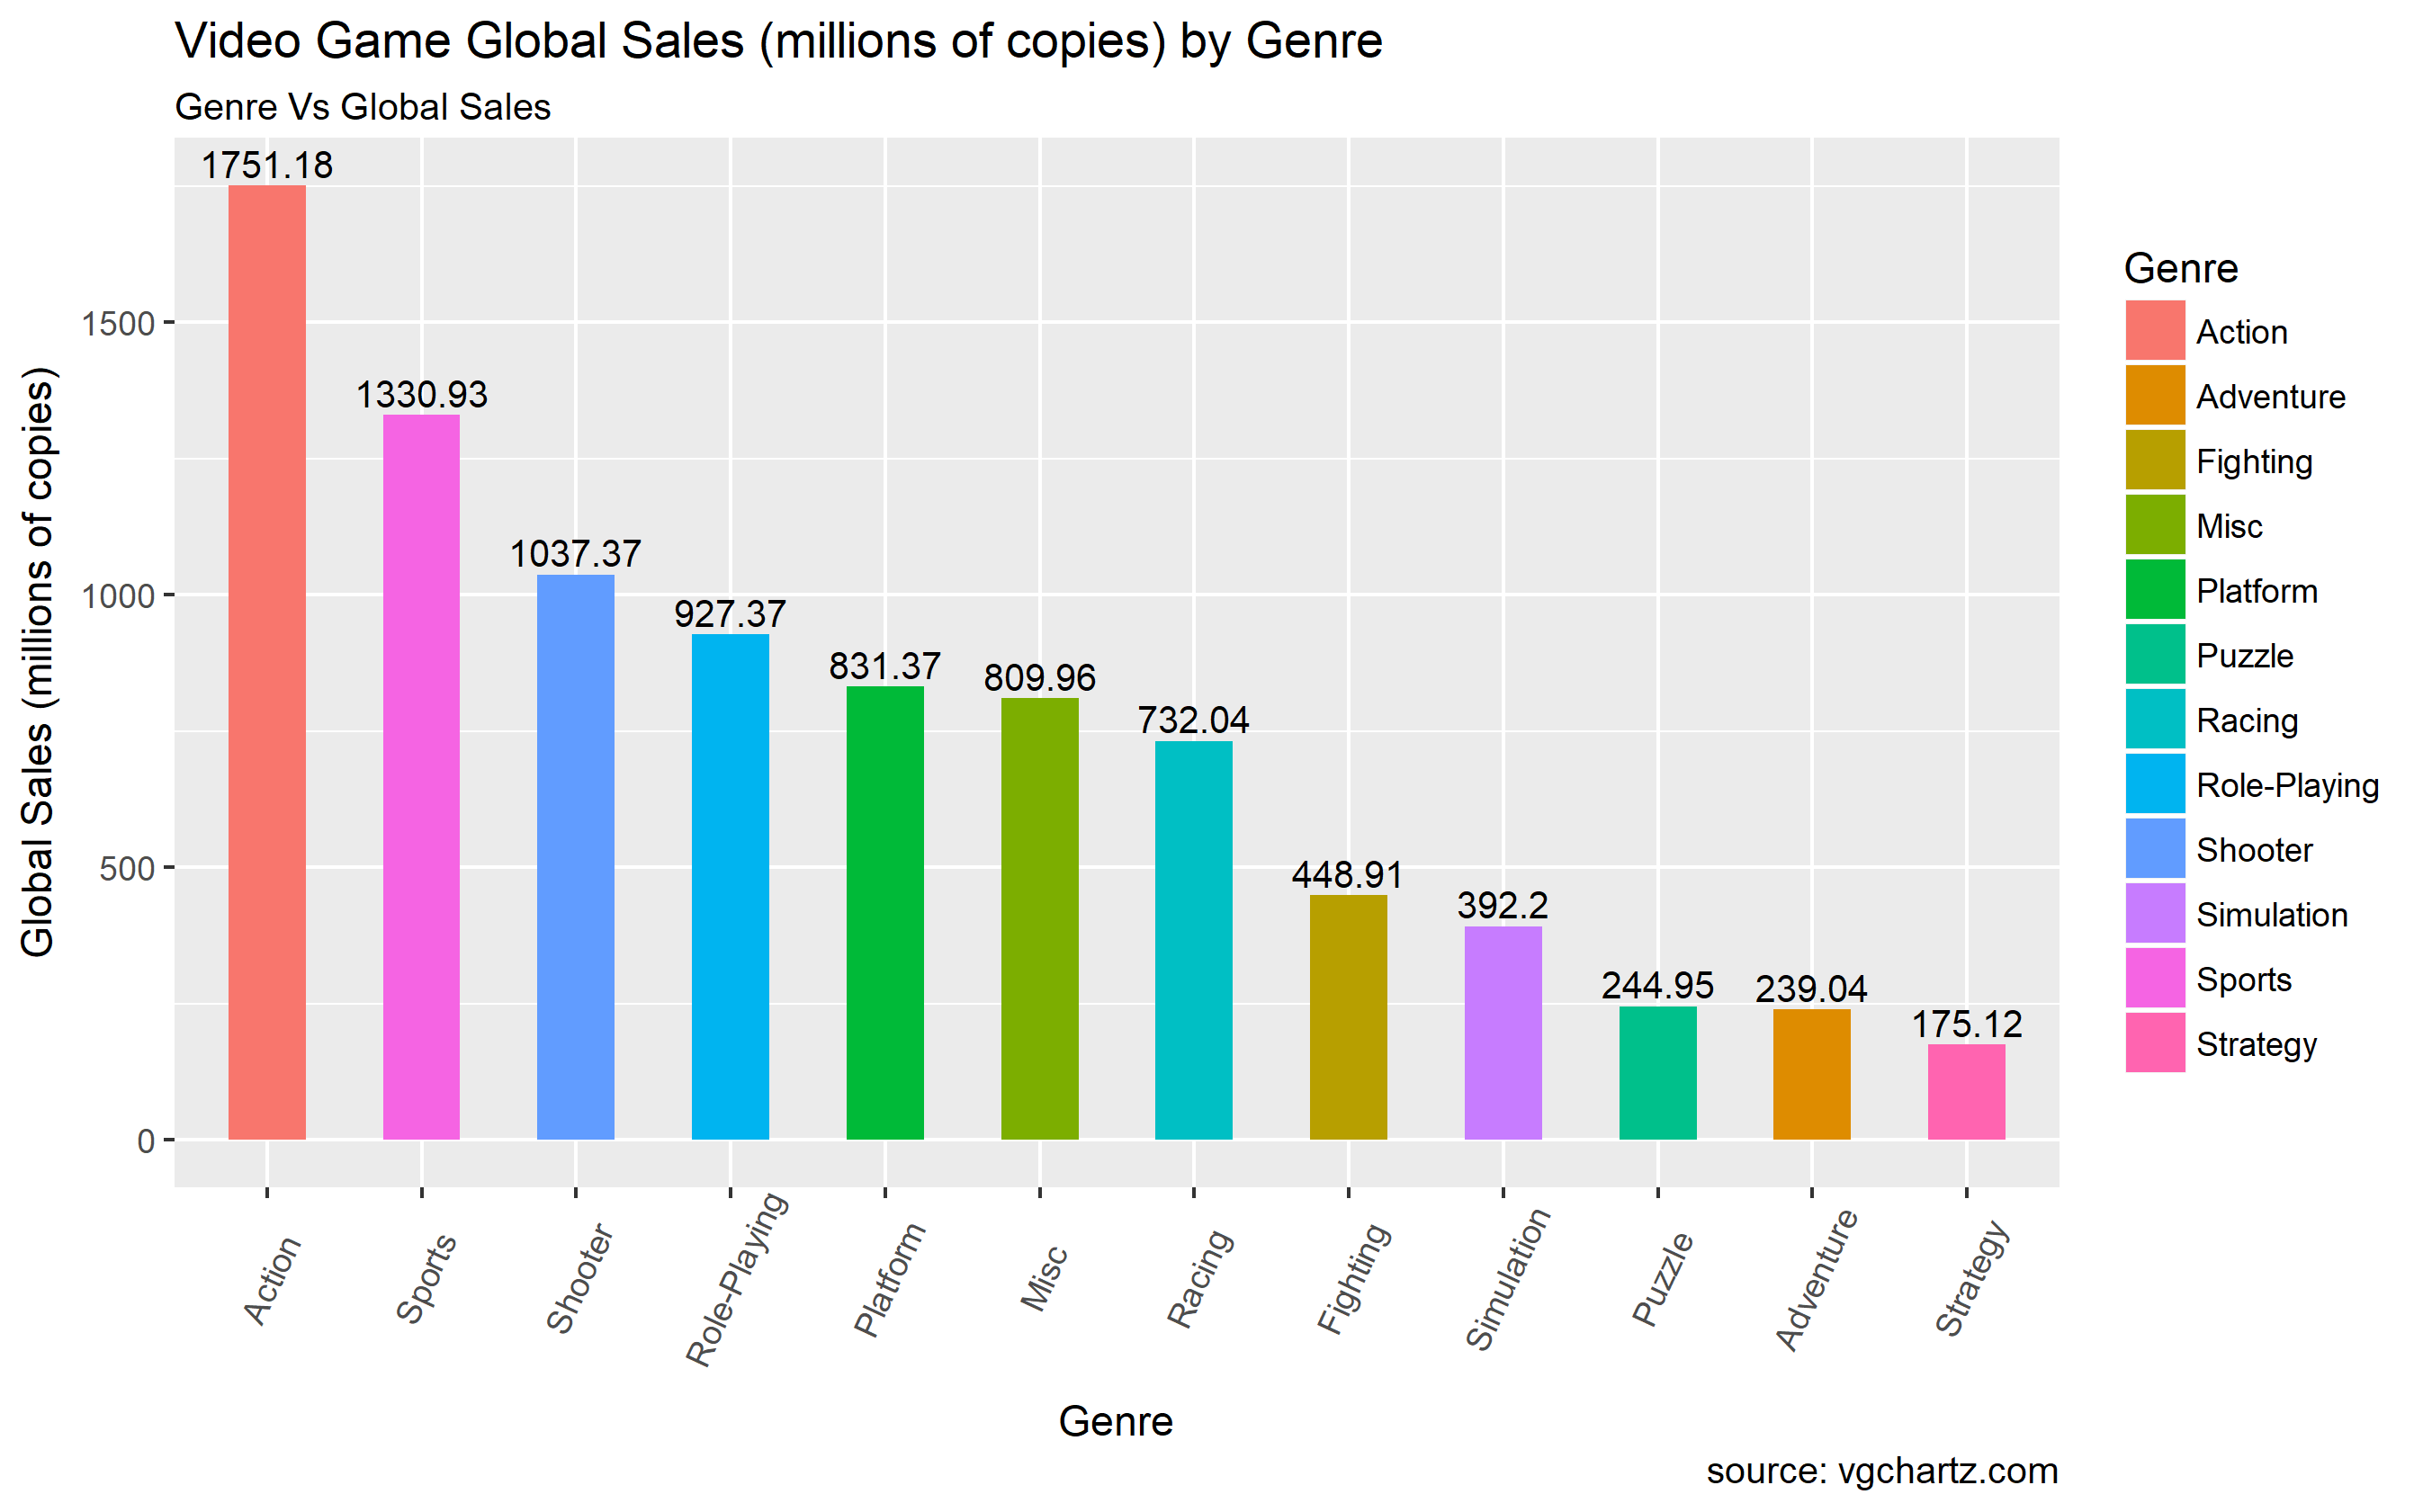 Video Game Global Sales (millions of copies) by Genre
Genre Vs Global Sales
Global Sales (millions of copies)
1500
1000
500
0
1751.18
1330.93
1037.37
927.37
831.37
809.96
732.04
448.91
392.2
244.95
239.04
175.12
Action
Sports
Shooter
Role-Playing
Platform
Misc
Racing
Fighting
Simulation
Puzzle
Adventure
Strategy
Genre
Genre
Action
Adventure
Fighting
Misc
Platform
Puzzle
Racing
Role-Playing
Shooter
Simulation
Sports
Strategy
source: vgchartz.com